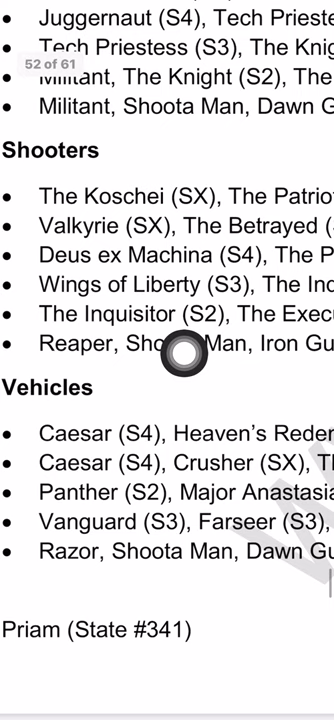 • Juggernaut (S4), Tech Prieste
• Tech Priestess (S3), The Knig
52 of 61
• Militant, The Knight (S2), The
• Militant, Shoota Man, Dawn G
Shooters
• The Koschei (SX), The Patrio
• Valkyrie (SX), The Betrayed (
• Deus ex Machina (S4), The P
• Wings of Liberty (S3), The Inc
• The Inquisitor (S2), The Exec
• Reaper, Sho Man, Iron Gu
Vehicles
• Caesar (S4), Heaven's Reder
• Caesar (S4), Crusher (SX), Th
• Panther (S2), Major Anastasia
• Vanguard (S3), Farseer (S3),
• Razor, Shoota Man, Dawn Gu
Priam (State #341)